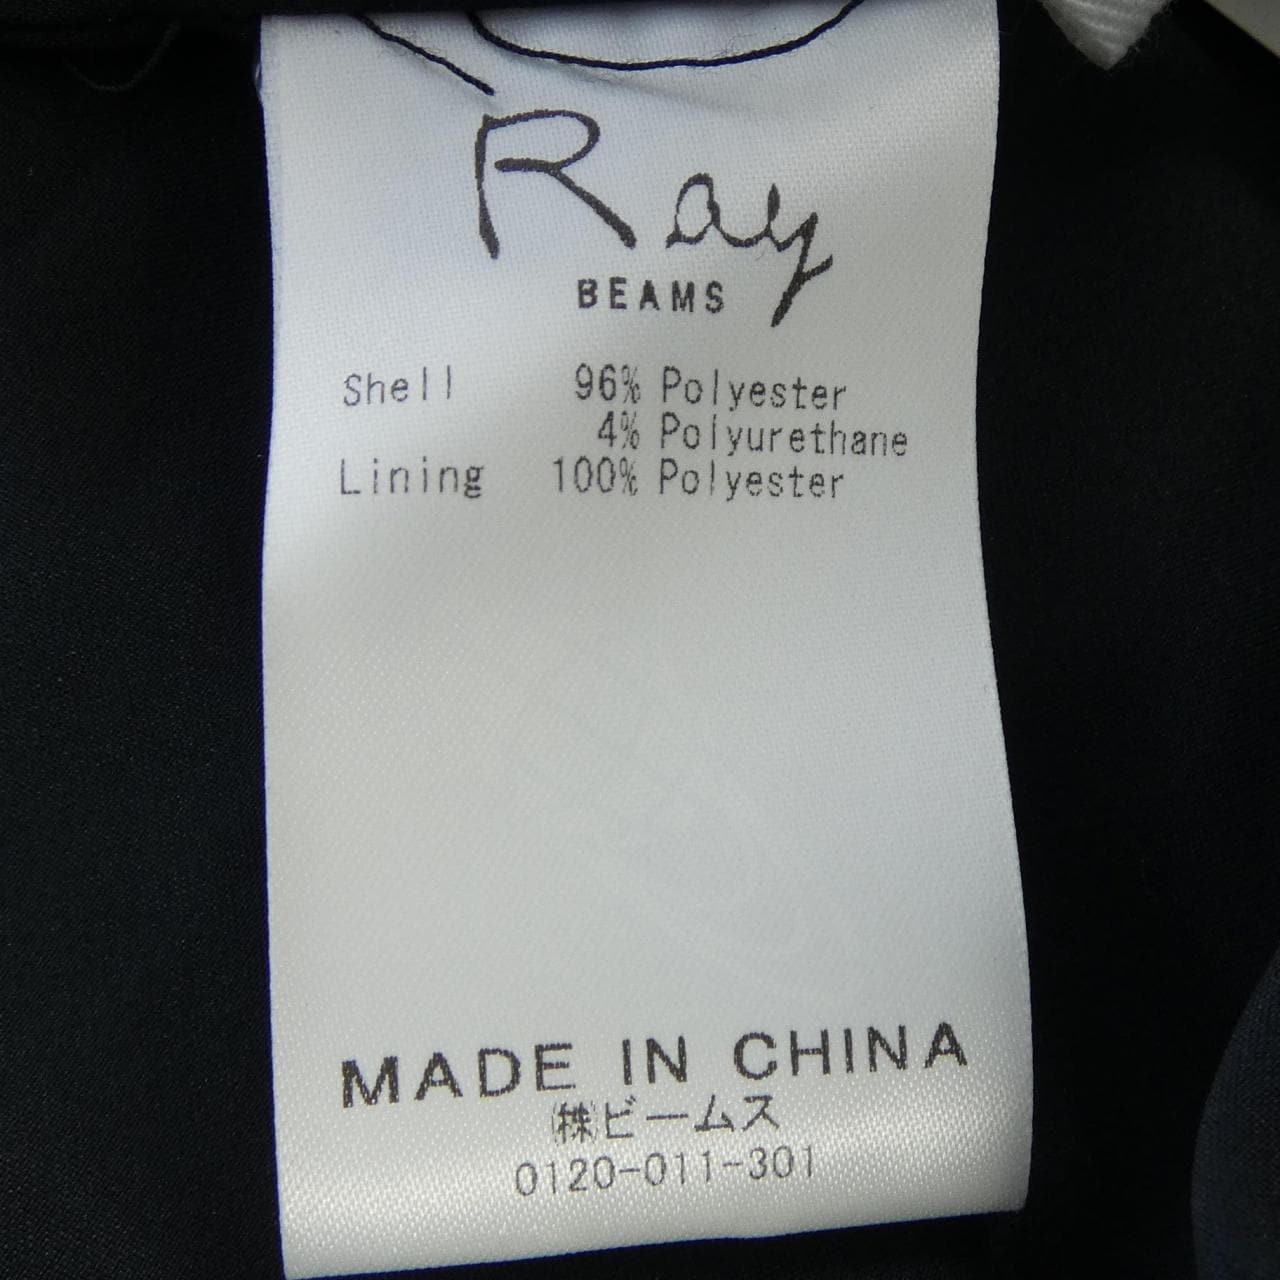 Ray
BEAMS
Shell 96% Polyester
4% Polyurethane
Lining 100% Polyester
MADE IN CHINA
㈱ビームス
0120-011-301